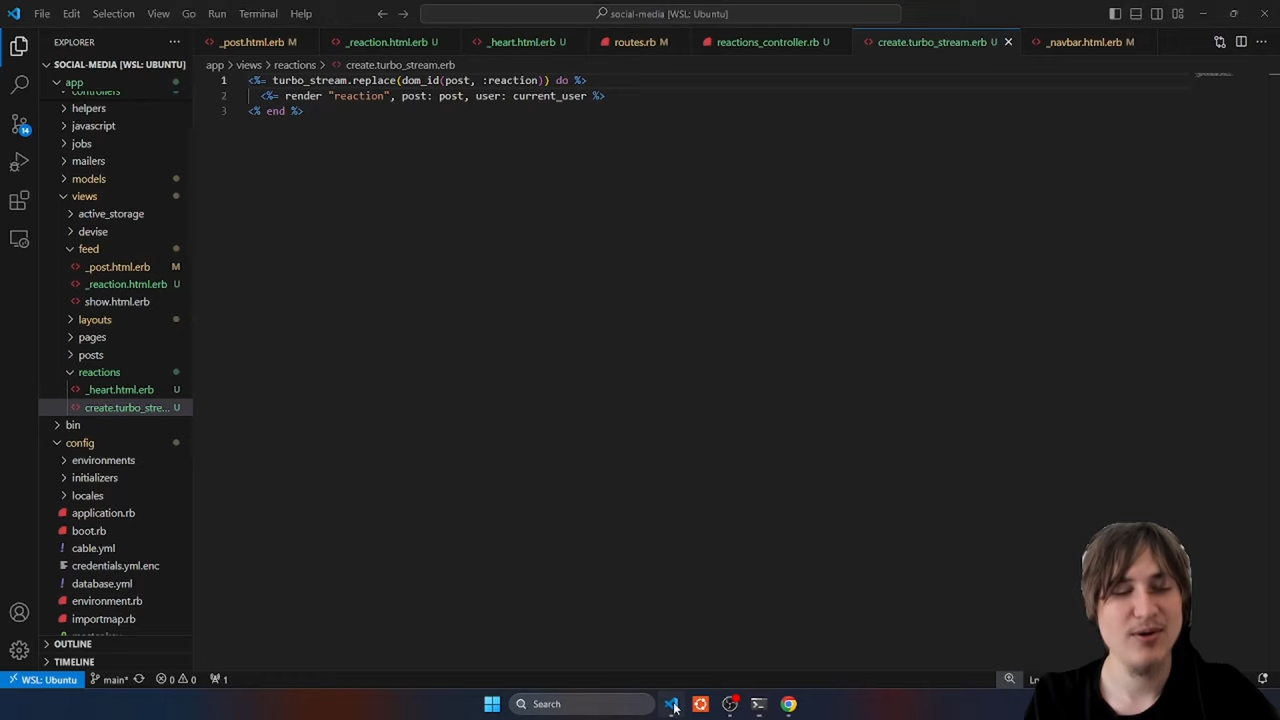 File Edit Selection View Go Run Terminal Help
social-media [WSL: Ubuntu]
EXPLORER
_post.html.erb M
_reaction.html.erb U
_heart.html.erb U
routes.rb M
reactions_controller.rb U
create.turbo_stream.erb U
_navbar.html.erb M
SOCIAL-MEDIA [WSL: UBUNTU]
app
controllers
helpers
javascript
jobs
mailers
models
views
active_storage
devise
feed
_post.html.erb M
_reaction.html.erb U
show.html.erb
layouts
pages
posts
reactions
_heart.html.erb U
create.turbo_stre... U
bin
config
environments
initializers
locales
application.rb
boot.rb
cable.yml
credentials.yml.enc
database.yml
environment.rb
importmap.rb
OUTLINE
TIMELINE
14
app > views > reactions > create.turbo_stream.erb
1 <%= turbo_stream.replace(dom_id(post, :reaction)) do %>
2 <%= render "reaction", post: post, user: current_user %>
3 <% end %>
WSL: Ubuntu main* 0 0 1
Search